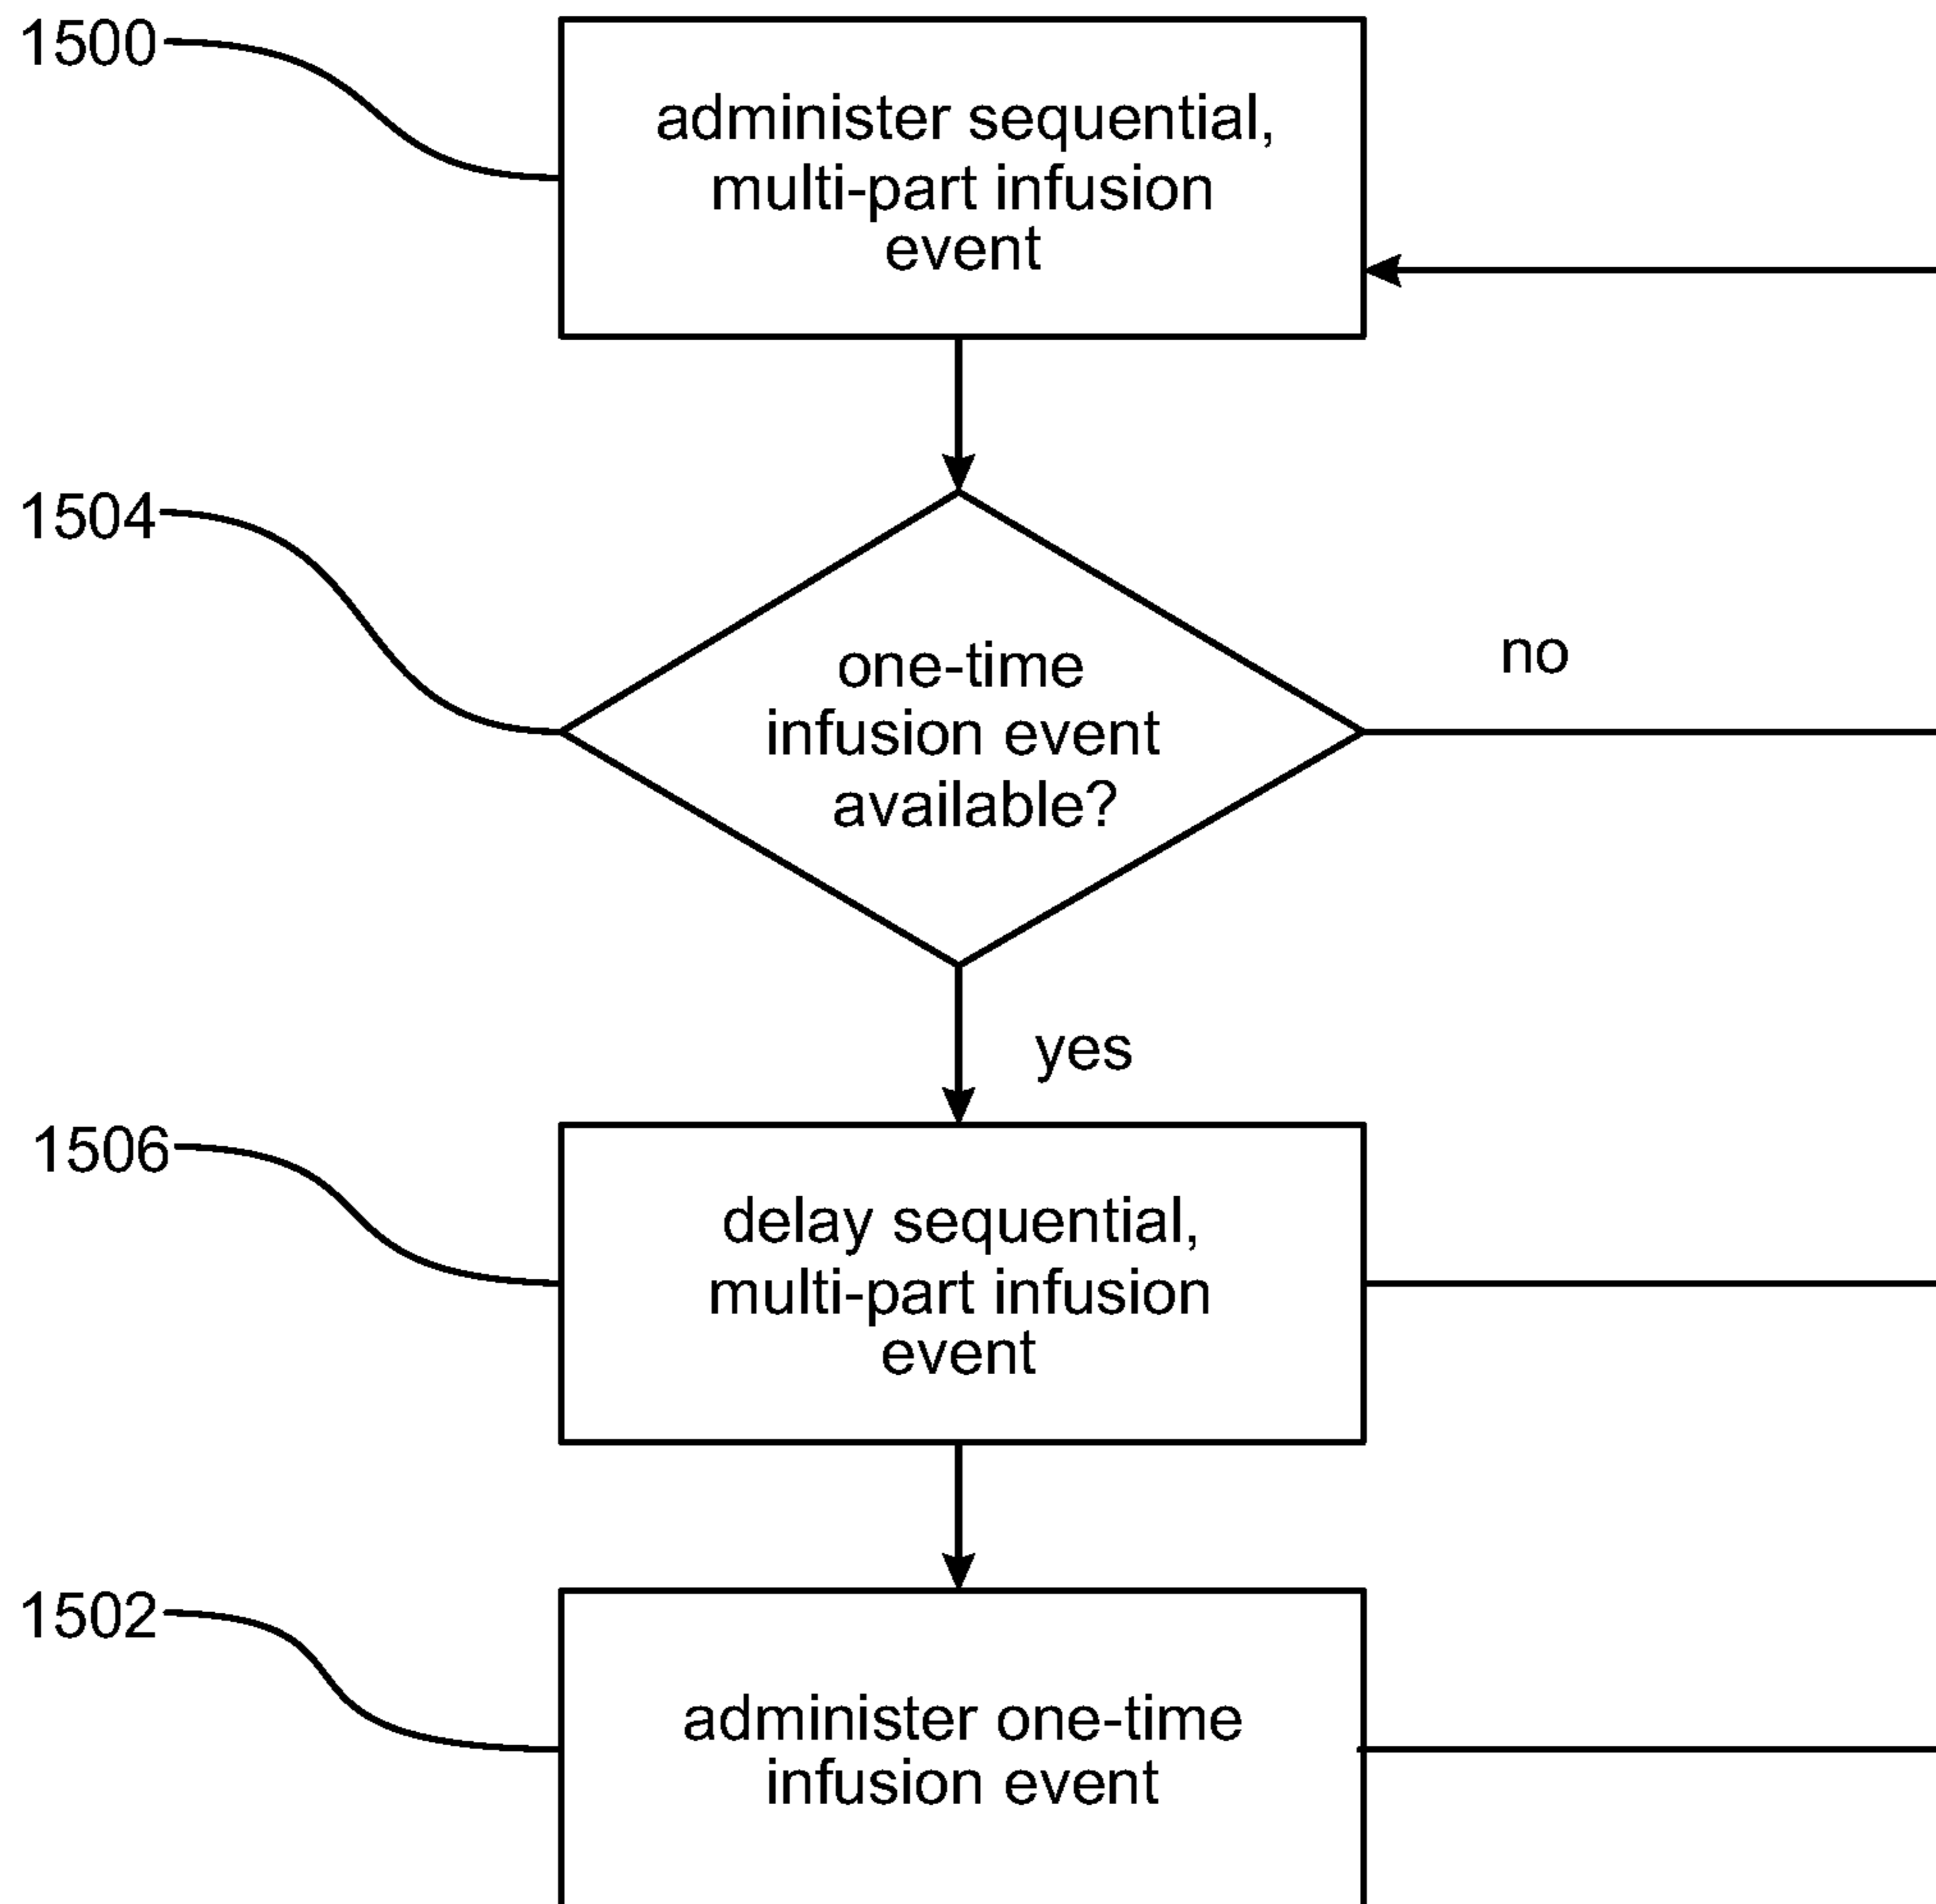 1500
administer sequential,
multi-part infusion
event
1504
one-time
infusion event
available?
no
yes
1506
delay sequential,
multi-part infusion
event
1502
administer one-time
infusion event